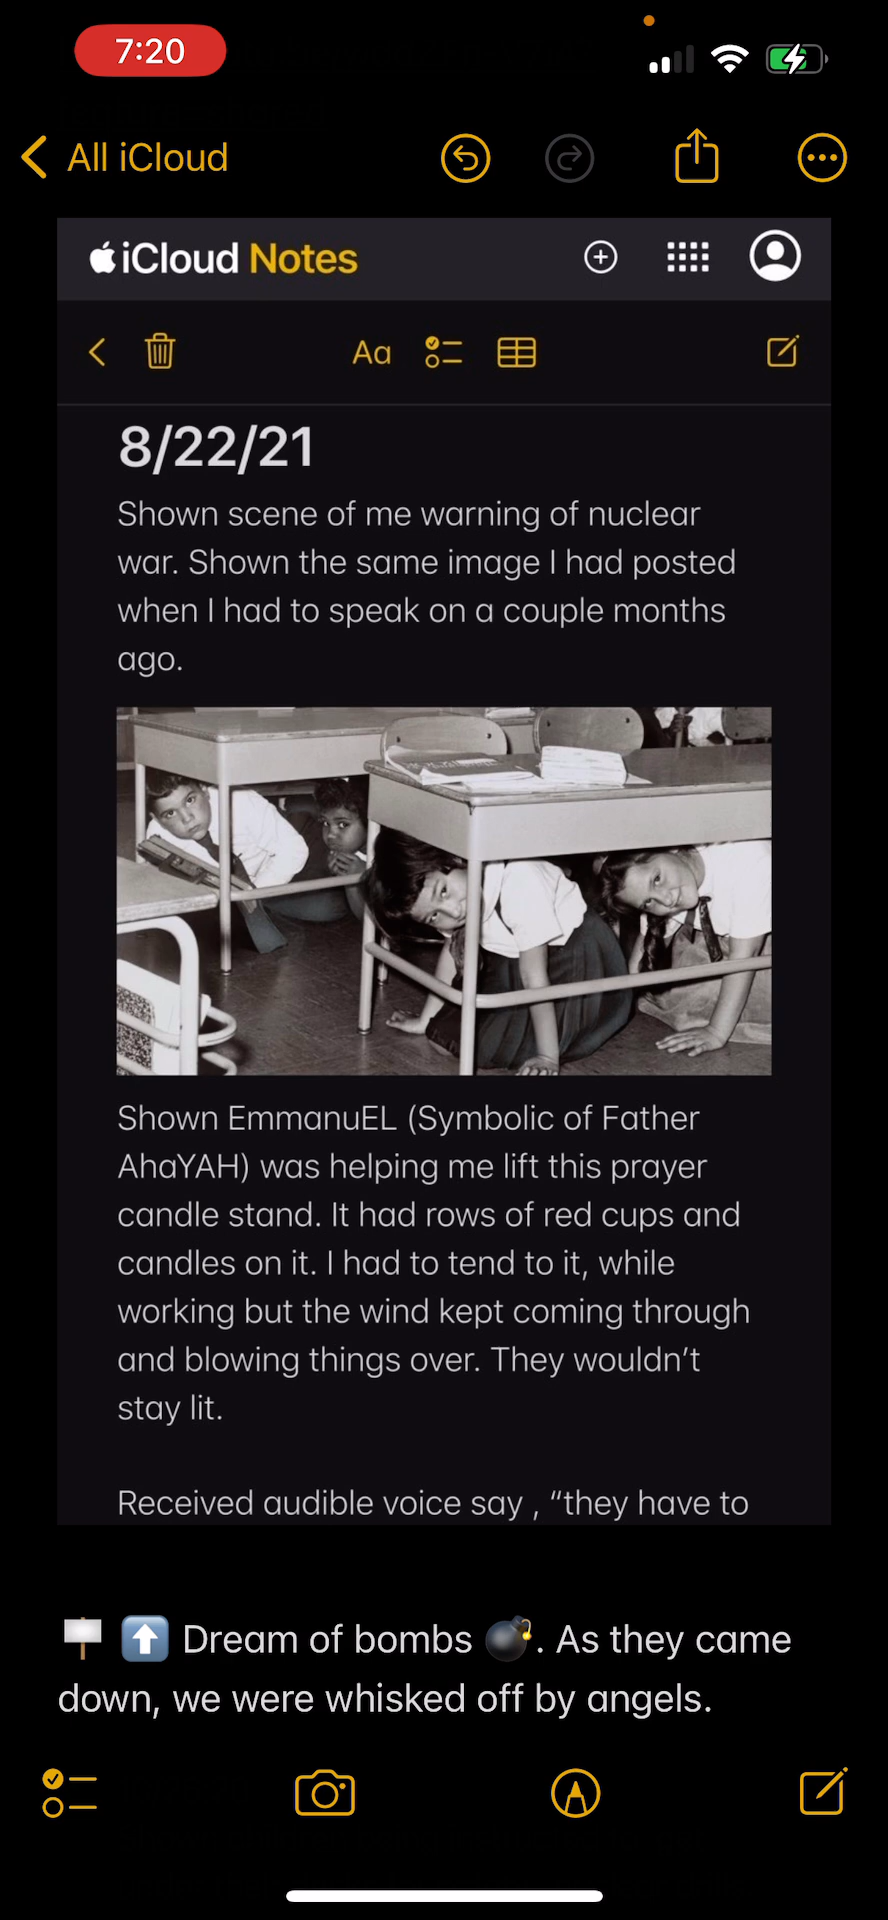 7:20
All iCloud
iCloud Notes
Aa
8/22/21
Shown scene of me warning of nuclear
war. Shown the same image I had posted
when I had to speak on a couple months
ago.
Shown EmmanuEL (Symbolic of Father
AhaYAH) was helping me lift this prayer
candle stand. It had rows of red cups and
candles on it. I had to tend to it, while
working but the wind kept coming through
and blowing things over. They wouldn't
stay lit.
Received audible voice say , “they have to
🪧 ⬆️ Dream of bombs 💣. As they came
down, we were whisked off by angels.